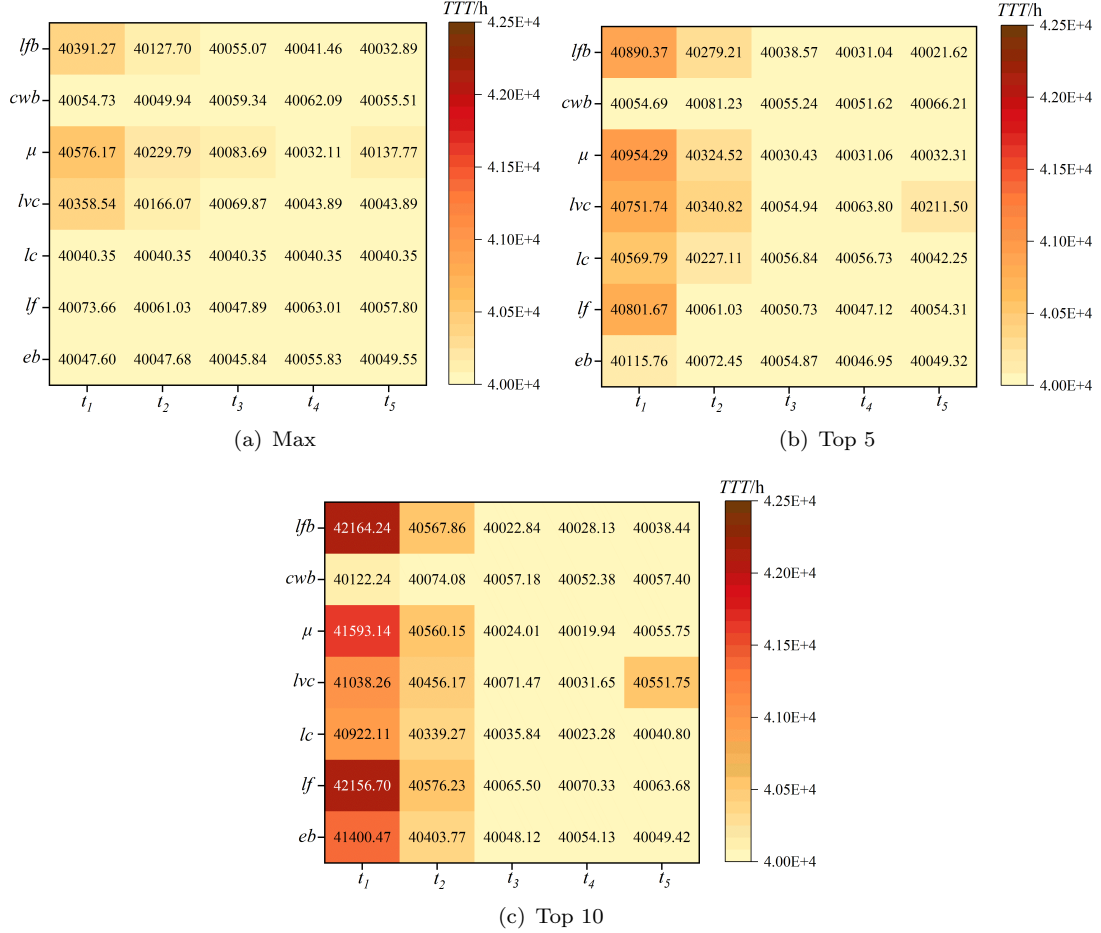 TTT/h
lfb 40391.27 40127.70 40055.07 40041.46 40032.89
cwb 40054.73 40049.94 40059.34 40062.09 40055.51
μ 40576.17 40229.79 40083.69 40032.11 40137.77
lvc 40358.54 40166.07 40069.87 40043.89 40043.89
lc 40040.35 40040.35 40040.35 40040.35 40040.35
lf 40073.66 40061.03 40047.89 40063.01 40057.80
eb 40047.60 40047.68 40045.84 40055.83 40049.55
t1 t2 t3 t4 t5
4.25E+4
4.20E+4
4.15E+4
4.10E+4
4.05E+4
4.00E+4
(a) Max
TTT/h
lfb 40890.37 40279.21 40038.57 40031.04 40021.62
cwb 40054.69 40081.23 40055.24 40051.62 40066.21
μ 40954.29 40324.52 40030.43 40031.06 40032.31
lvc 40751.74 40340.82 40054.94 40063.80 40211.50
lc 40569.79 40227.11 40056.84 40056.73 40042.25
lf 40801.67 40061.03 40050.73 40047.12 40054.31
eb 40115.76 40072.45 40054.87 40046.95 40049.32
t1 t2 t3 t4 t5
4.25E+4
4.20E+4
4.15E+4
4.10E+4
4.05E+4
4.00E+4
(b) Top 5
TTT/h
lfb 42164.24 40567.86 40022.84 40028.13 40038.44
cwb 40122.24 40074.08 40057.18 40052.38 40057.40
μ 41593.14 40560.15 40024.01 40019.94 40055.75
lvc 41038.26 40456.17 40071.47 40031.65 40551.75
lc 40922.11 40339.27 40035.84 40023.28 40040.80
lf 42156.70 40576.23 40065.50 40070.33 40063.68
eb 41400.47 40403.77 40048.12 40054.13 40049.42
t1 t2 t3 t4 t5
4.25E+4
4.20E+4
4.15E+4
4.10E+4
4.05E+4
4.00E+4
(c) Top 10